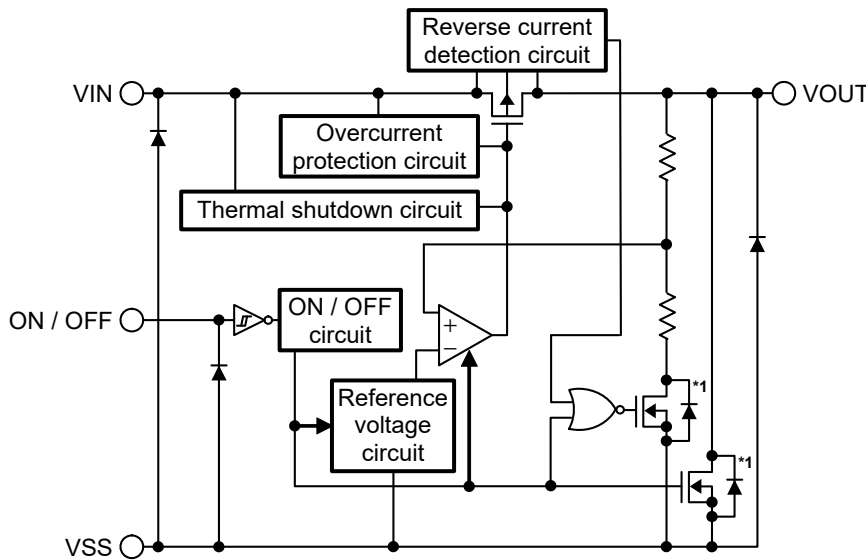 Reverse current
detection circuit
VIN
VOUT
Overcurrent
protection circuit
Thermal shutdown circuit
ON / OFF
ON / OFF
circuit
+
−
Reference
voltage
circuit
*1
*1
VSS